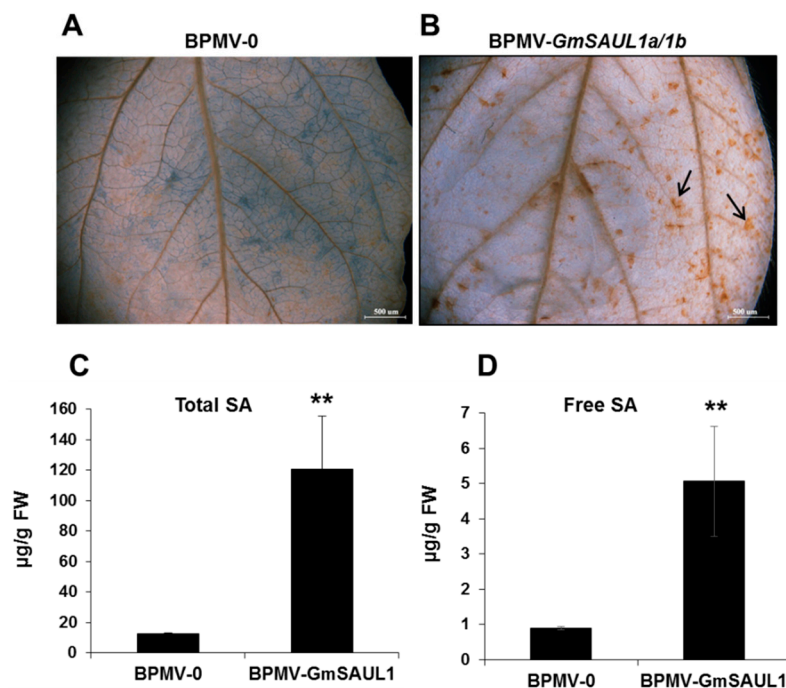 A
BPMV-0
500 um
B
BPMV-GmSAUL1a/1b
500 um
C
Total SA
**
160
140
120
100
80
60
40
20
0
µg/g FW
BPMV-0
BPMV-GmSAUL1
D
Free SA
**
7
6
5
4
3
2
1
0
µg/g FW
BPMV-0
BPMV-GmSAUL1